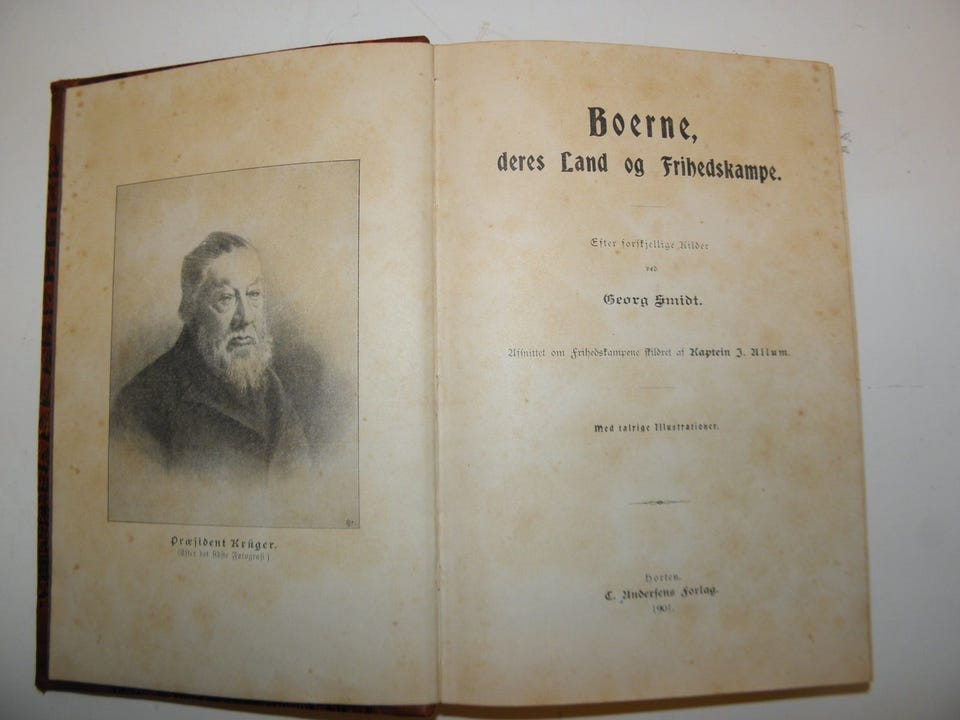 Præsident Krüger.
(Efter det sidste Fotografi)
Boerne,
deres Land og Frihedskampe.
Efter forskjellige Kilder
ved
Georg Smidt.
Afsnittet om Frihedskampene skildret af Kaptein J. Allum.
Med talrige Illustrationer.
Horten.
C. Andersens Forlag.
1901.